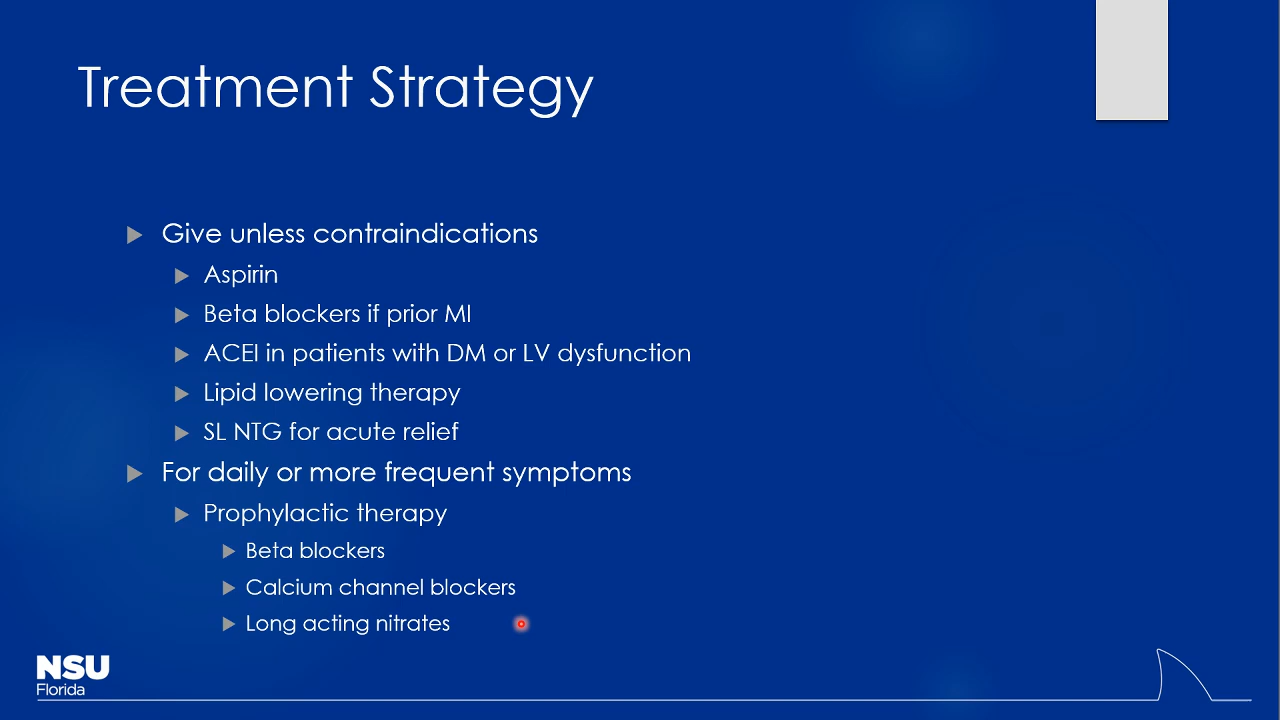 Treatment Strategy
Give unless contraindications
Aspirin
Beta blockers if prior MI
ACEI in patients with DM or LV dysfunction
Lipid lowering therapy
SL NTG for acute relief
For daily or more frequent symptoms
Prophylactic therapy
Beta blockers
Calcium channel blockers
Long acting nitrates
NSU
Florida